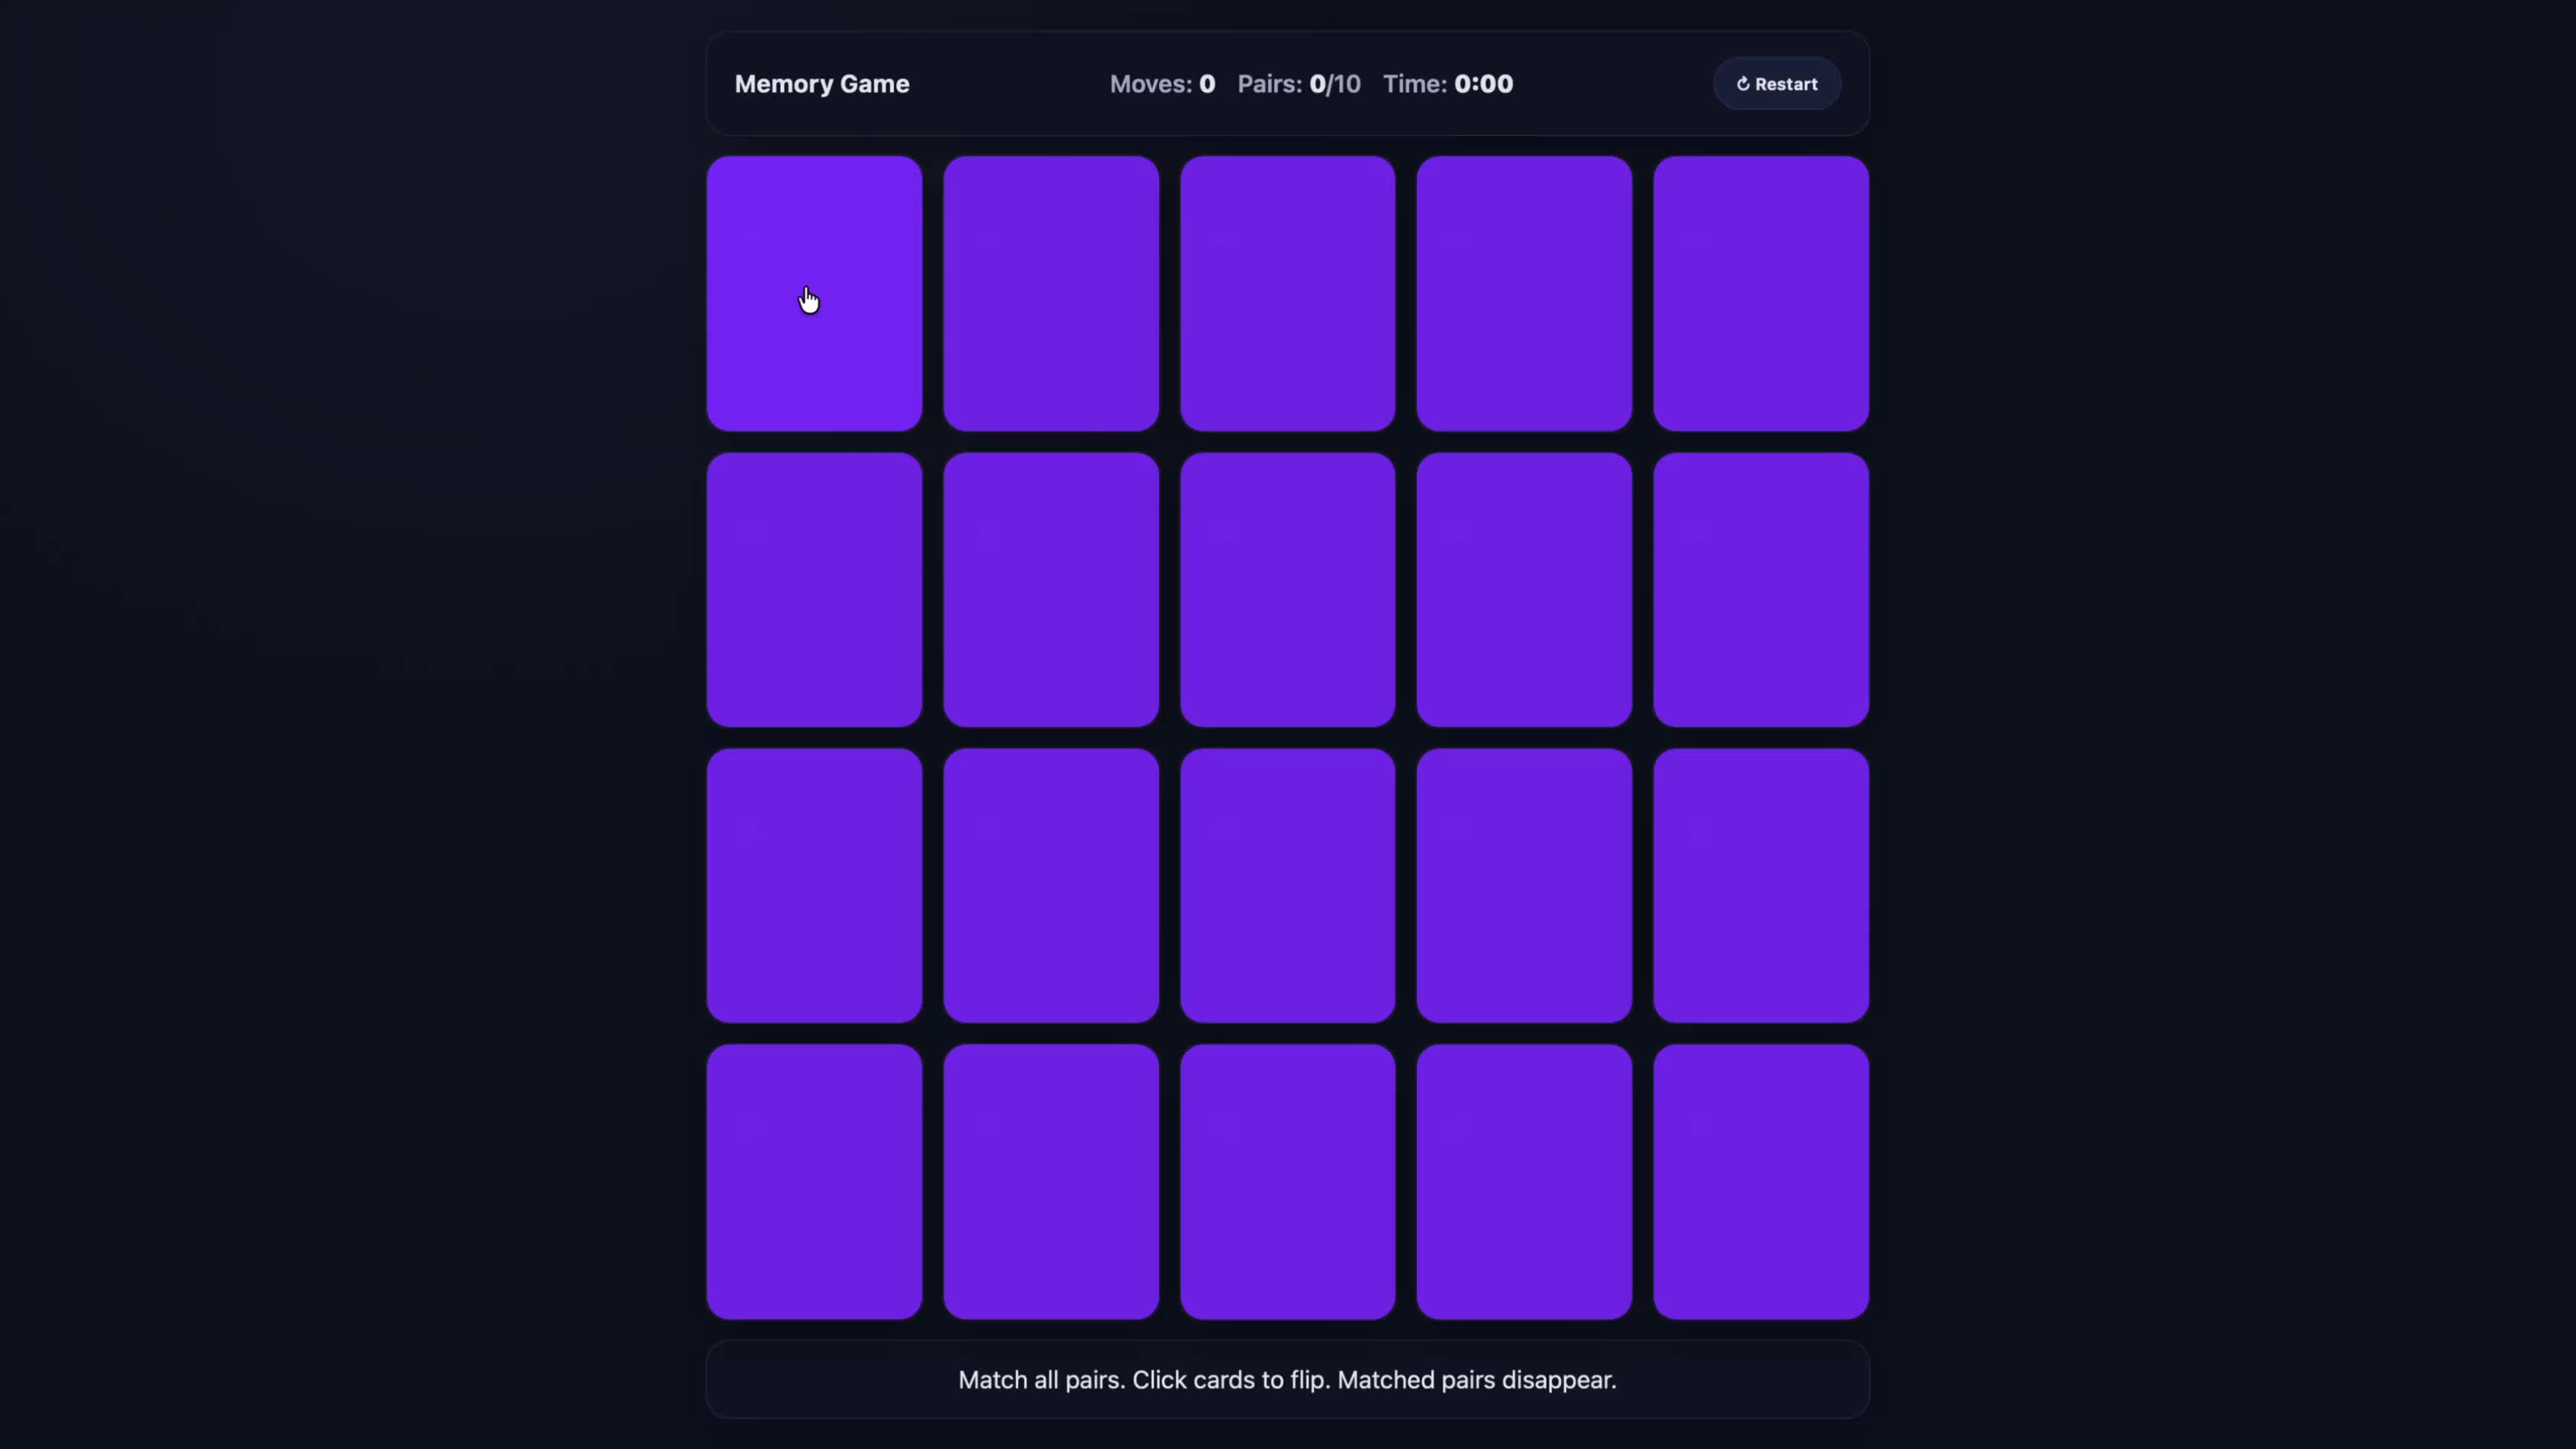 Memory Game
Moves: 0 Pairs: 0/10 Time: 0:00
↻ Restart
Match all pairs. Click cards to flip. Matched pairs disappear.